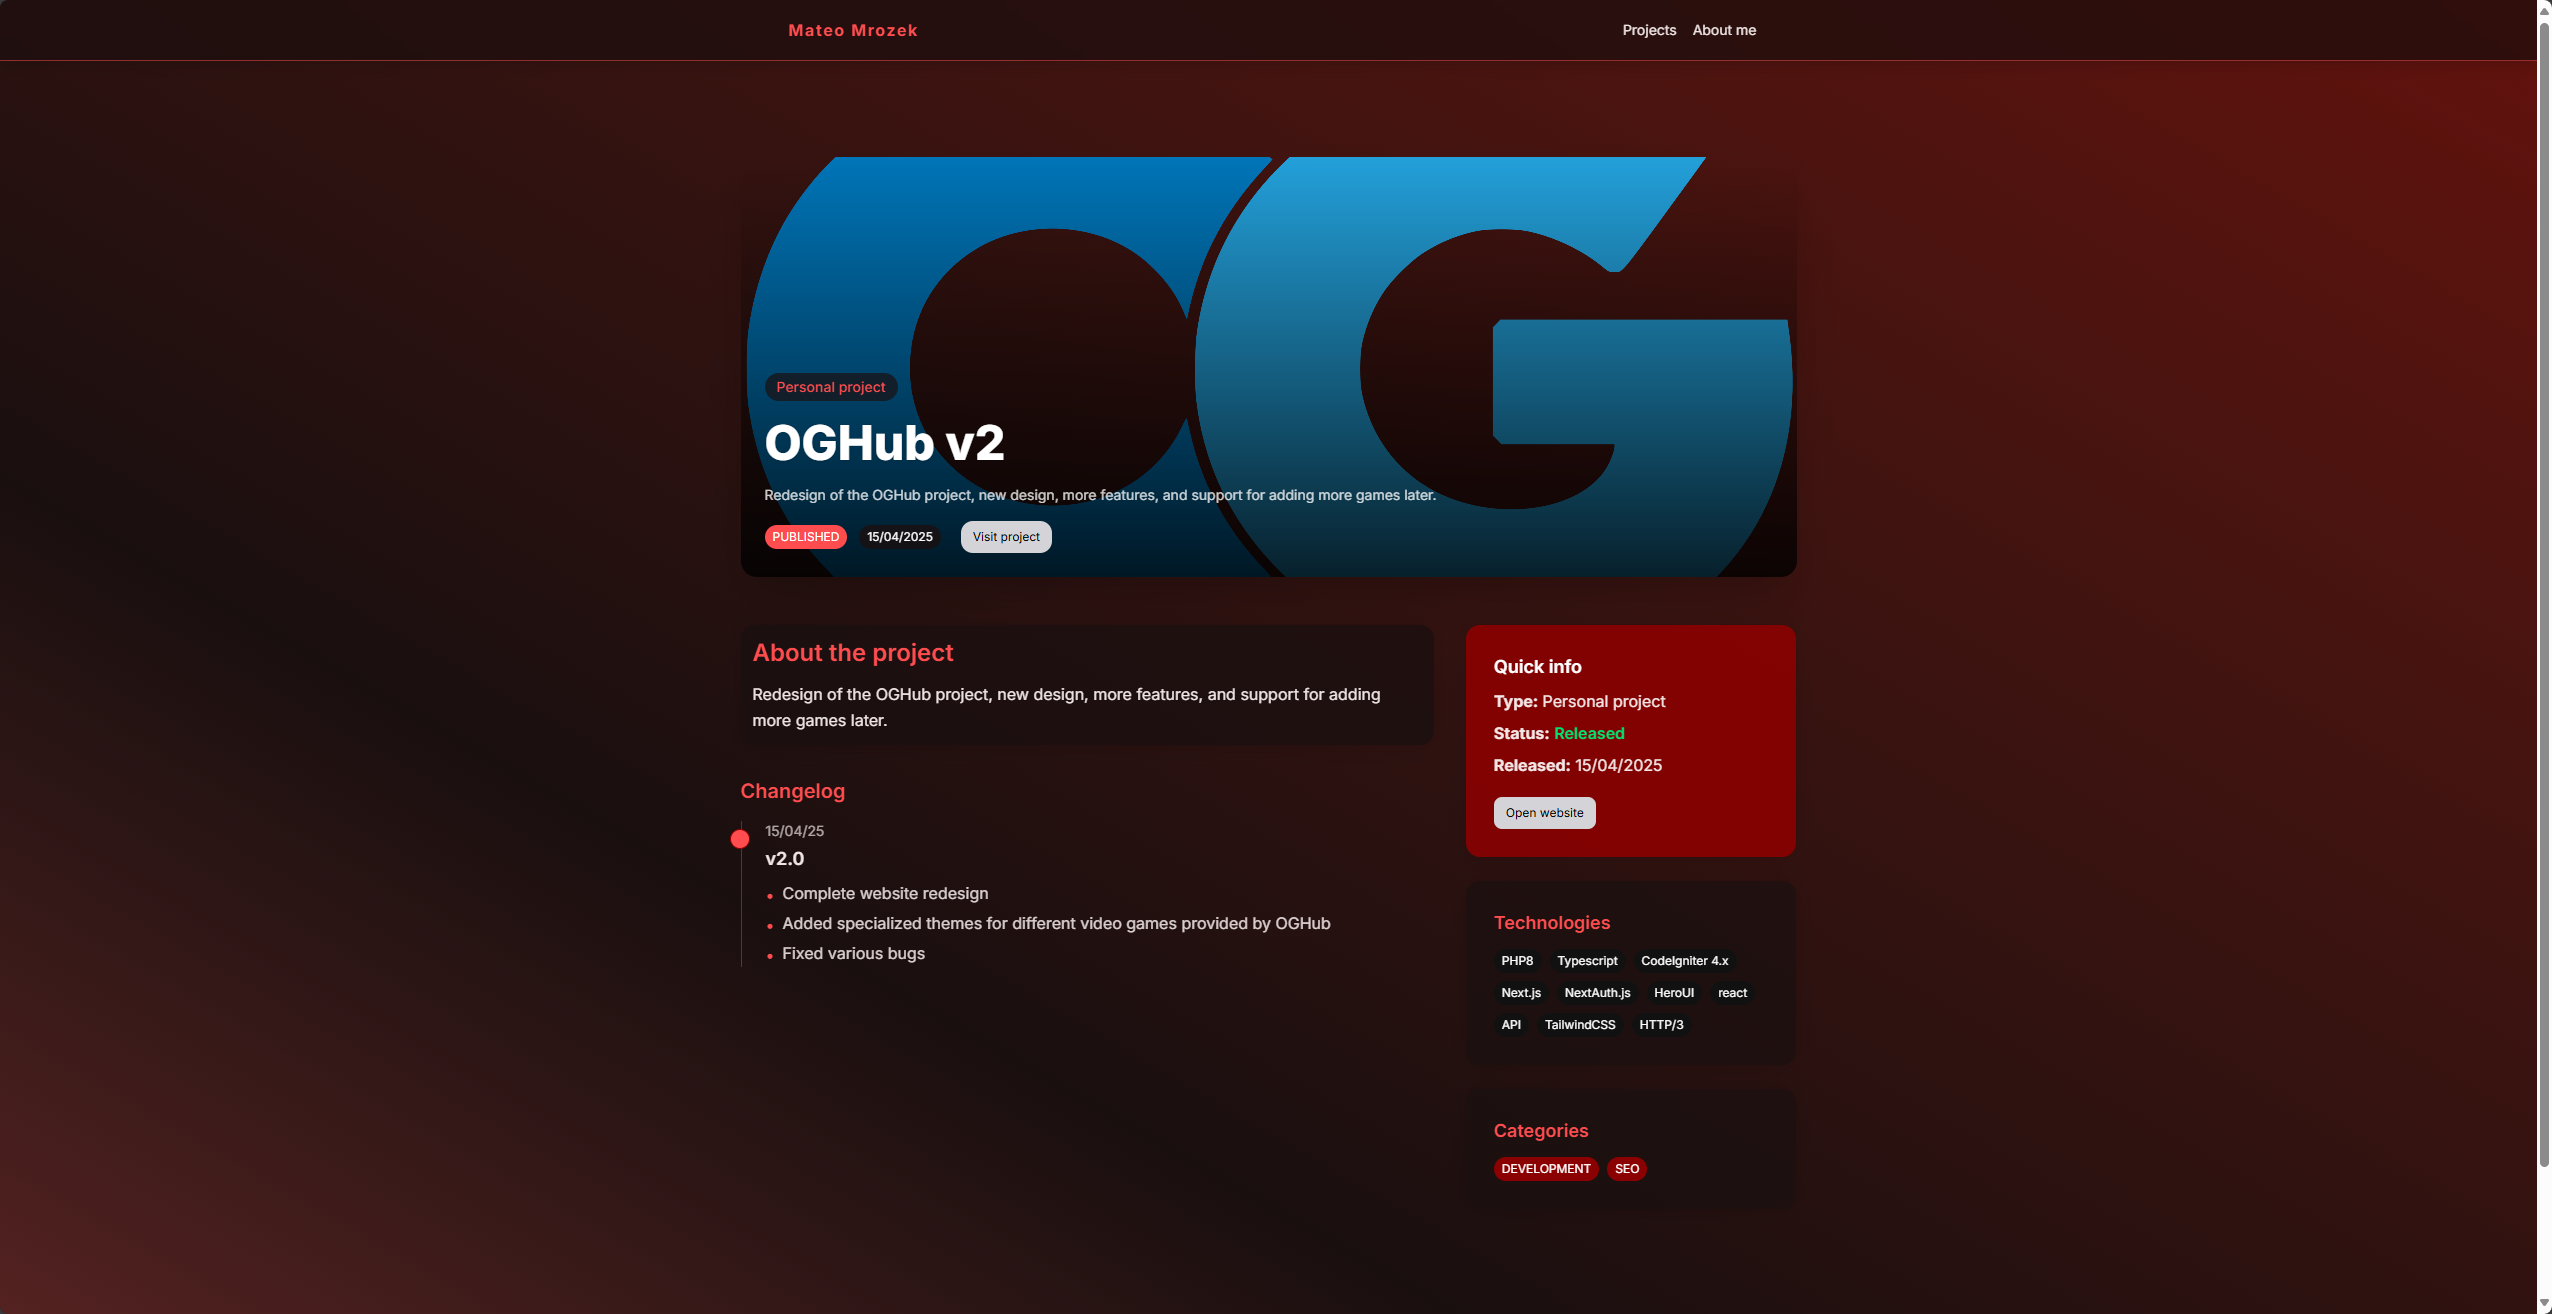 Mateo Mrozek
Projects
About me
OG
Personal project
OGHub v2
Redesign of the OGHub project, new design, more features, and support for adding more games later.
PUBLISHED
15/04/2025
Visit project
About the project
Redesign of the OGHub project, new design, more features, and support for adding
more games later.
Changelog
15/04/25
v2.0
Complete website redesign
Added specialized themes for different video games provided by OGHub
Fixed various bugs
Quick info
Type: Personal project
Status: Released
Released: 15/04/2025
Open website
Technologies
PHP8 Typescript CodeIgniter 4.x
Next.js NextAuth.js HeroUI react
API TailwindCSS HTTP/3
Categories
DEVELOPMENT SEO